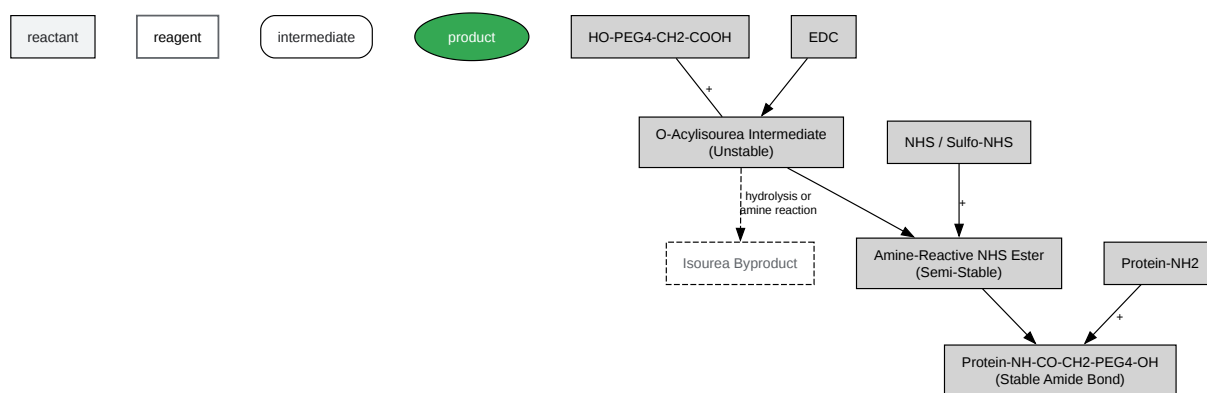 reactant
reagent
intermediate
product
HO-PEG4-CH2-COOH
EDC
+
O-Acylisourea Intermediate
(Unstable)
NHS / Sulfo-NHS
hydrolysis or
amine reaction
+
Isourea Byproduct
Amine-Reactive NHS Ester
(Semi-Stable)
Protein-NH2
+
Protein-NH-CO-CH2-PEG4-OH
(Stable Amide Bond)